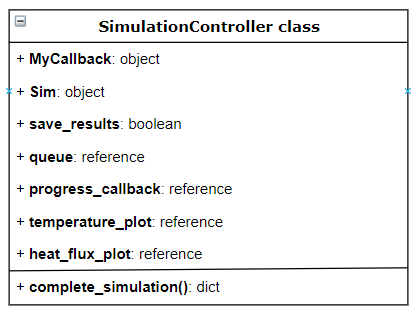 SimulationController class
+ MyCallback: object
+ Sim: object
+ save_results: boolean
+ queue: reference
+ progress_callback: reference
+ temperature_plot: reference
+ heat_flux_plot: reference
+ complete_simulation(): dict